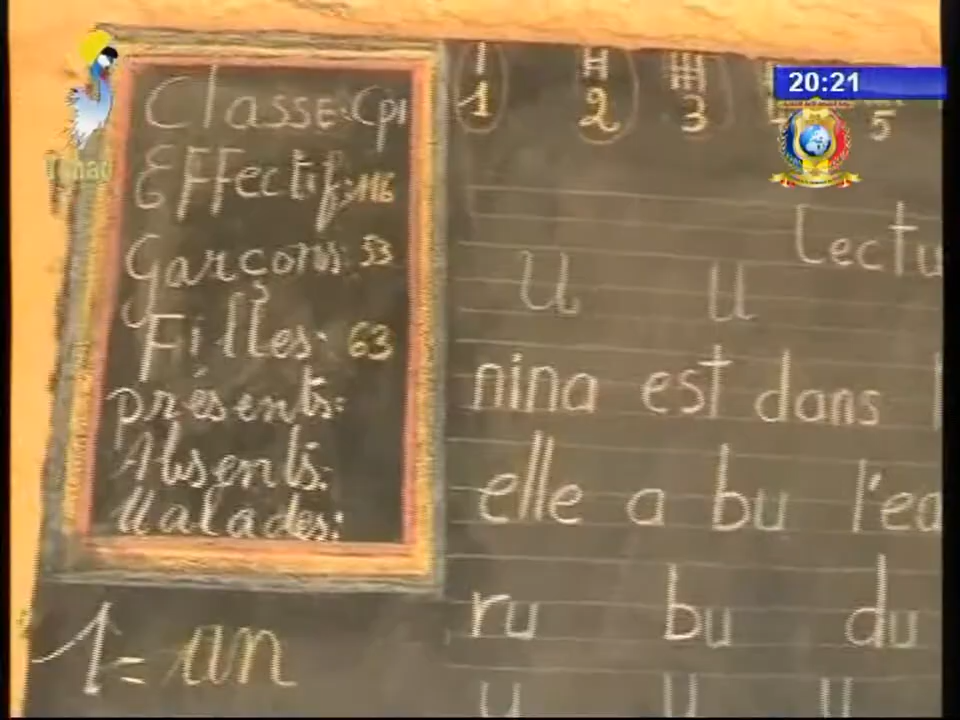 Classe: CP1
Effectif: 116
Garçons: 53
Filles: 63
présents:
Absents:
Malades:
1 = un
1 2 3 5
Lectu
u u
nina est dans l
elle a bu l'ea
ru bu du
u u u
20:21